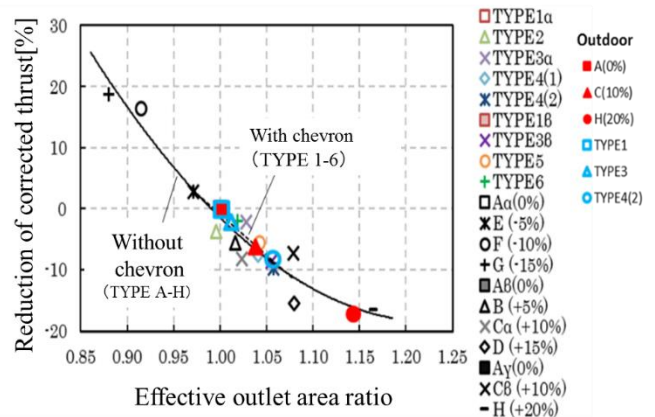 Reduction of corrected thrust[%]
30
20
10
0
-10
-20
0.85 0.90 0.95 1.00 1.05 1.10 1.15 1.20 1.25
Effective outlet area ratio
With chevron
(TYPE 1-6)
Without
chevron
(TYPE A-H)
TYPE1α
TYPE2
TYPE3α
TYPE4(1)
TYPE4(2)
TYPE1β
TYPE3β
TYPE5
TYPE6
Aα(0%)
E (-5%)
F (-10%)
G (-15%)
Aβ(0%)
B (+5%)
Cα (+10%)
D (+15%)
Aγ(0%)
Cβ (+10%)
H (+20%)
Outdoor
A(0%)
C(10%)
H(20%)
TYPE1
TYPE3
TYPE4(2)